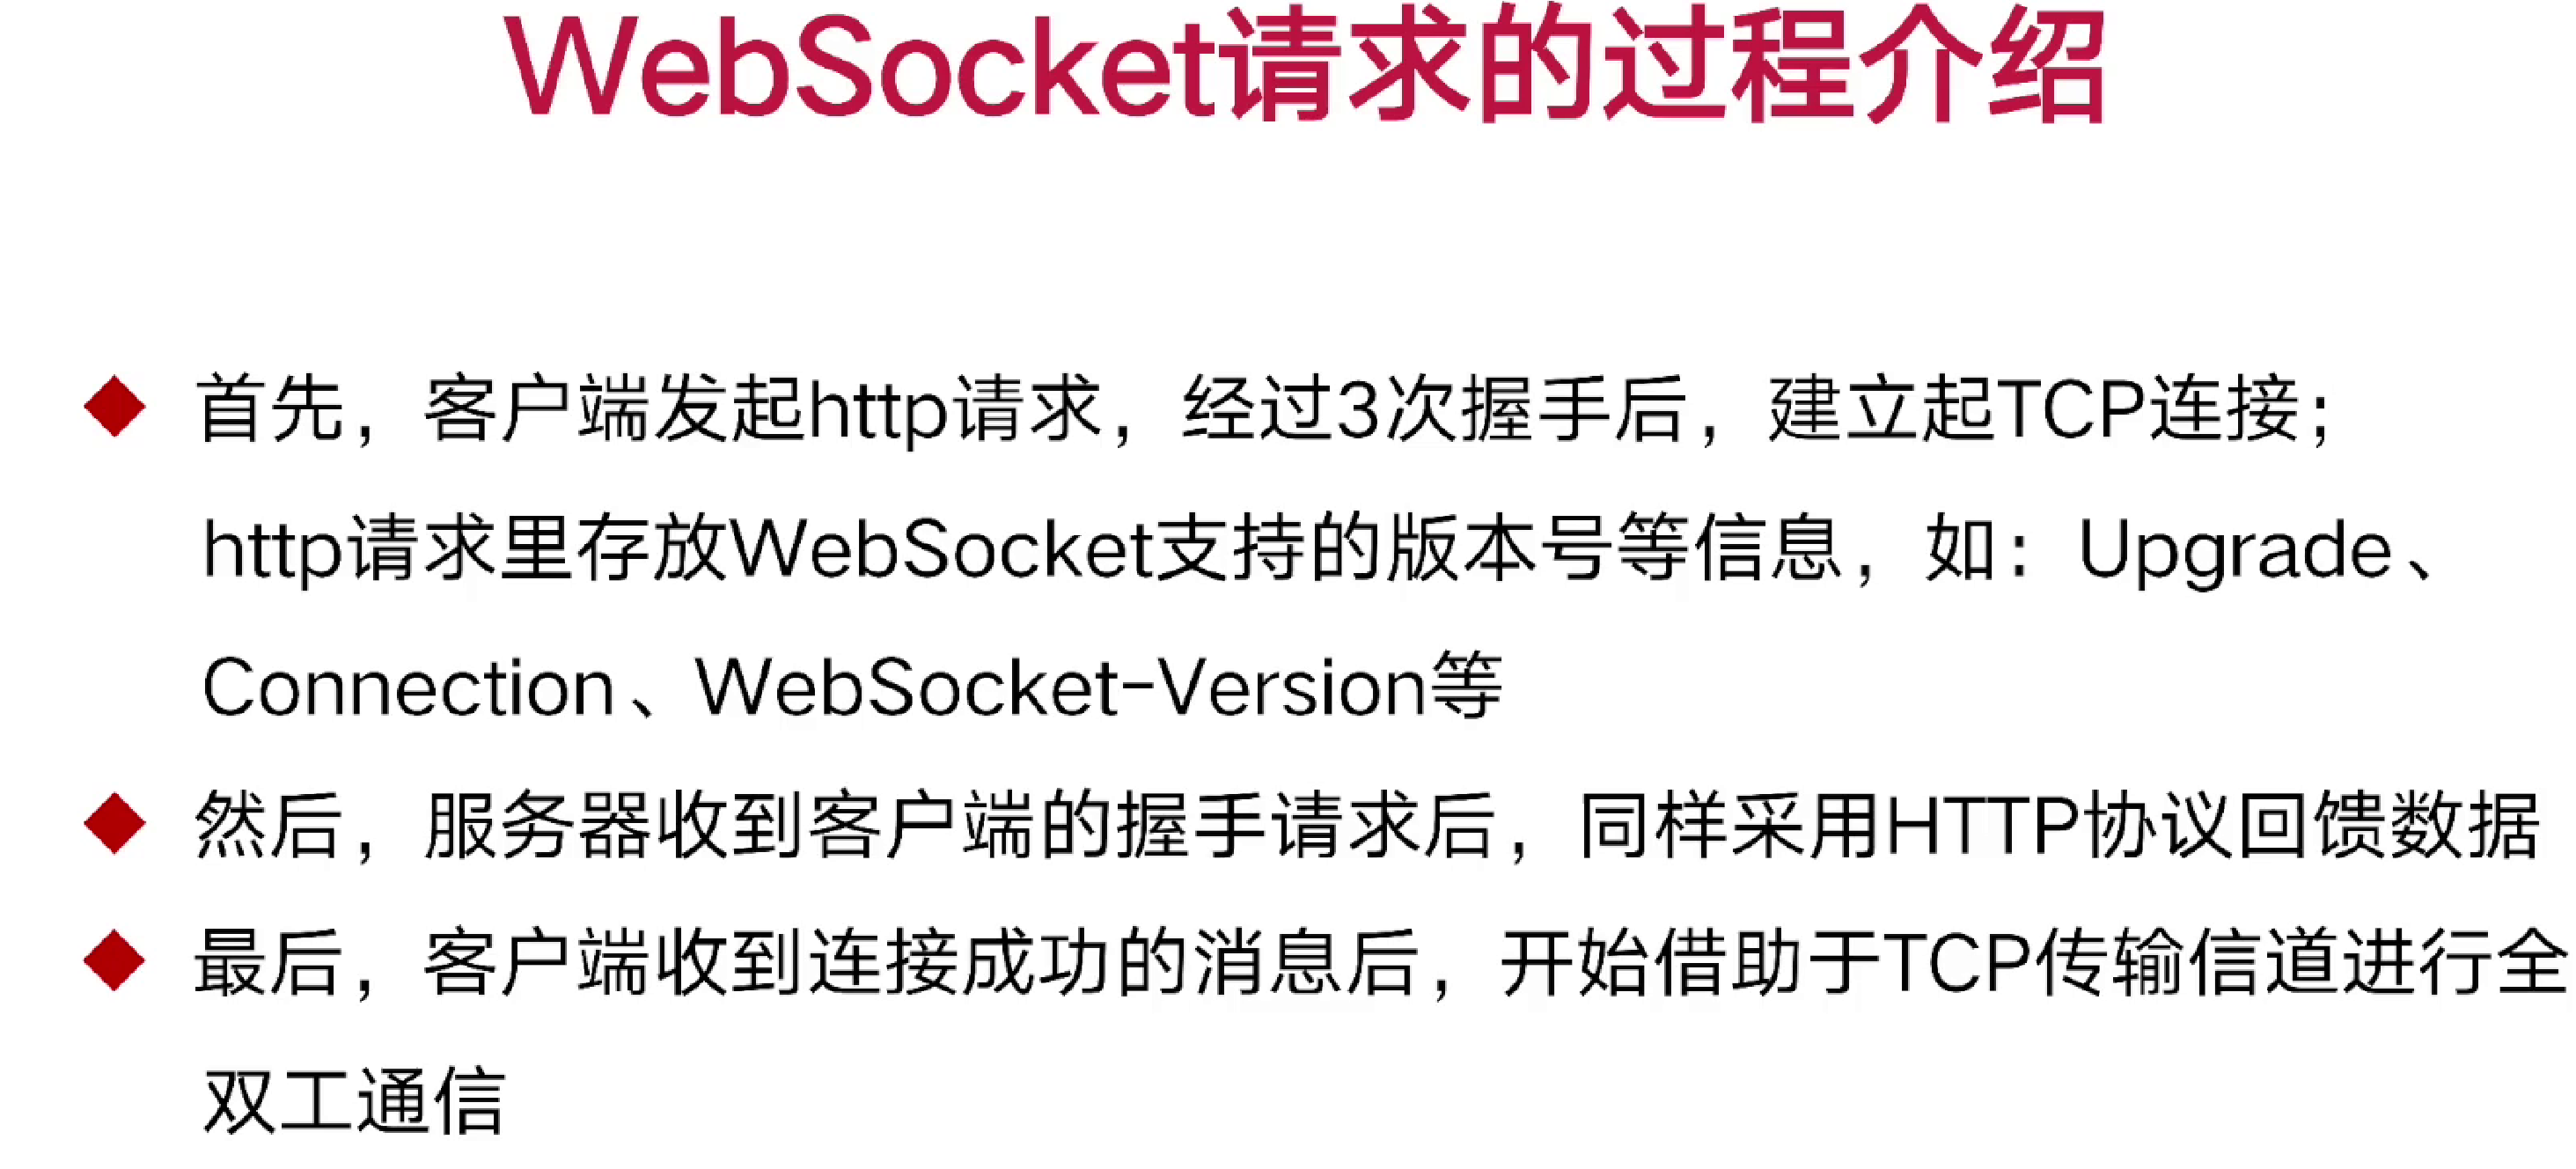 WebSocket请求的过程介绍
首先，客户端发起http请求，经过3次握手后，建立起TCP连接；
http请求里存放WebSocket支持的版本号等信息，如：Upgrade、
Connection、WebSocket-Version等
然后，服务器收到客户端的握手请求后，同样采用HTTP协议回馈数据
最后，客户端收到连接成功的消息后，开始借助于TCP传输信道进行全
双工通信